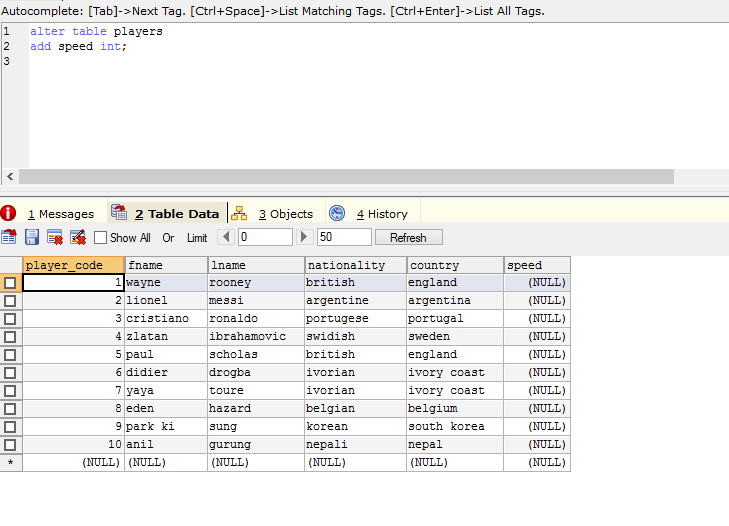 Autocomplete: [Tab]->Next Tag. [Ctrl+Space]->List Matching Tags. [Ctrl+Enter]->List All Tags.
1 alter table players
2 add speed int;
3
1 Messages 2 Table Data 3 Objects 4 History
Show All Or Limit 0 50 Refresh
player_code fname lname nationality country speed
1 wayne rooney british england (NULL)
2 lionel messi argentine argentina (NULL)
3 cristiano ronaldo portugese portugal (NULL)
4 zlatan ibrahamovic swidish sweden (NULL)
5 paul scholas british england (NULL)
6 didier drogba ivorian ivory coast (NULL)
7 yaya toure ivorian ivory coast (NULL)
8 eden hazard belgian belgium (NULL)
9 park ki sung korean south korea (NULL)
10 anil gurung nepali nepal (NULL)
* (NULL) (NULL) (NULL) (NULL) (NULL) (NULL)